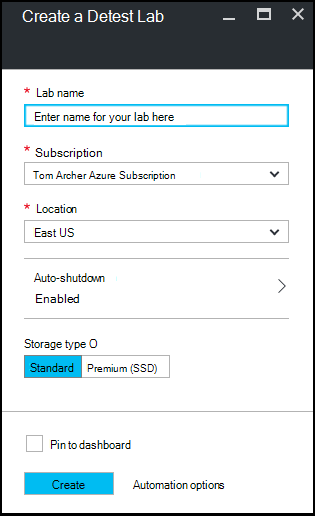 Create a Detest Lab
* Lab name
Enter name for your lab here
* Subscription
Tom Archer Azure Subscription
* Location
East US
Auto-shutdown
Enabled
Storage type O
Standard Premium (SSD)
Pin to dashboard
Create Automation options